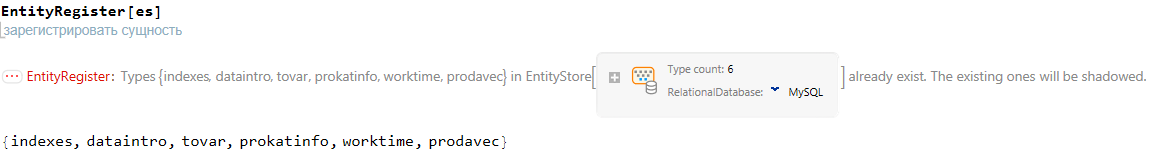 EntityRegister[es]
зарегистрировать сущность
··· EntityRegister: Types {indexes, dataintro, tovar, prokatinfo, worktime, prodavec} in EntityStore[ Type count: 6 RelationalDatabase: MySQL ] already exist. The existing ones will be shadowed.
{indexes, dataintro, tovar, prokatinfo, worktime, prodavec}